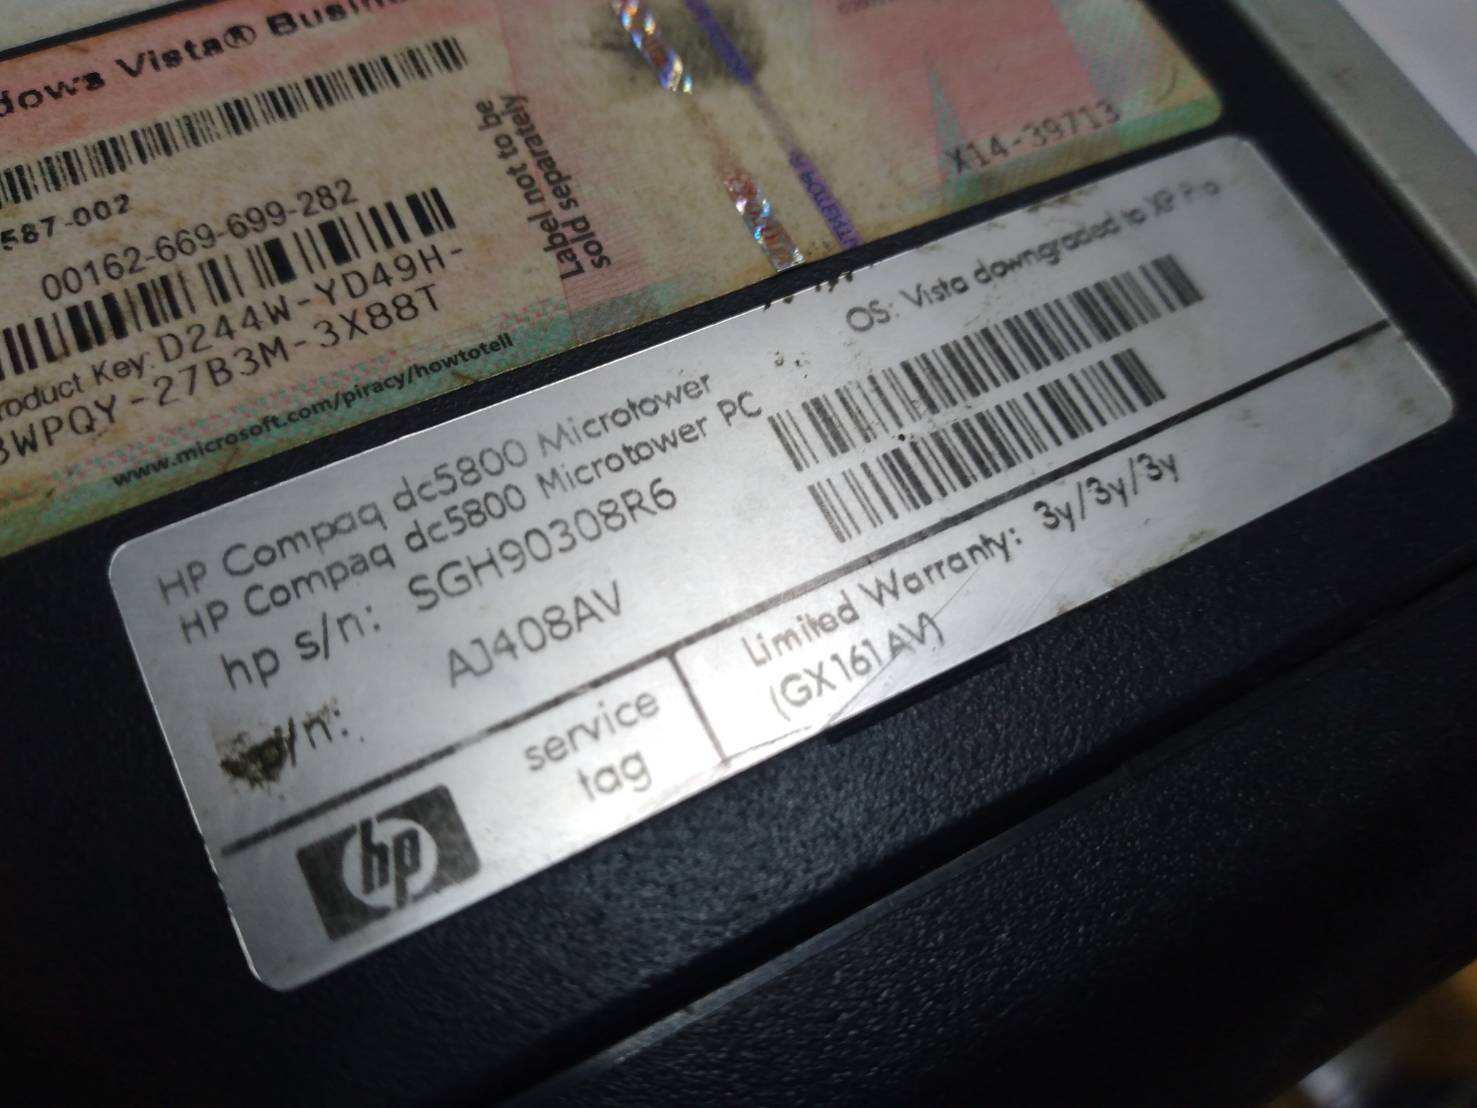 dows Vista® Busin
587-002
00162-669-699-282
roduct Key: D244W-YD49H-
WPQY-27B3M-3X88T
www.microsoft.com/piracy/howtotell
Label not to be
sold separately
X14-39713
HP Compaq dc5800 Microtower
HP Compaq dc5800 Microtower PC
hp s/n: SGH90308R6
/n: AJ408AV
OS: Vista downgraded to XP Pro
hp
service
tag
Limited Warranty: 3y/3y/3y
(GX161AV)